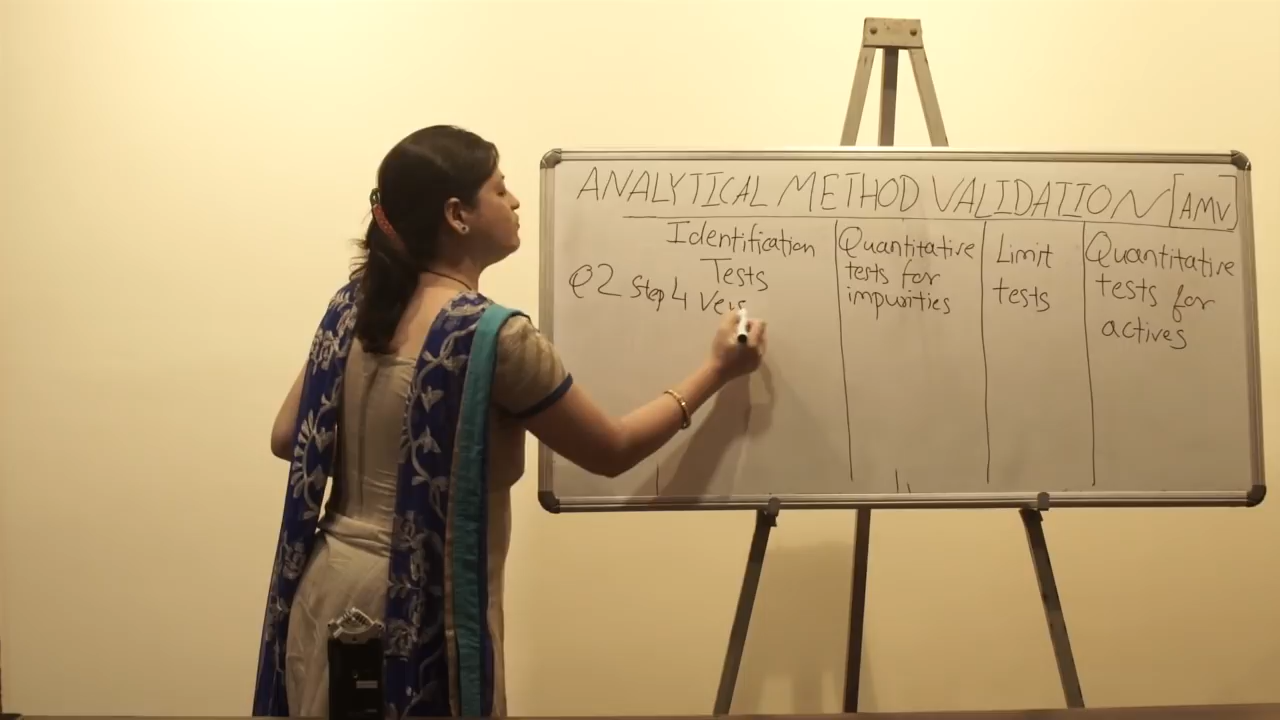 ANALYTICAL METHOD VALIDATION [AMV]
Identification
Tests
Quantitative
tests for
impurities
Limit
tests
Quantitative
tests for
actives
Q2 Step 4